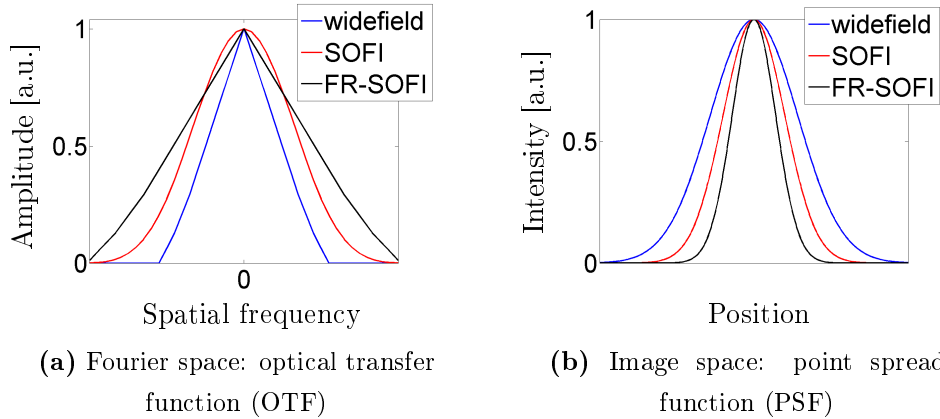 widefield
SOFI
FR-SOFI
1
0.5
0
Amplitude [a.u.]
0
Spatial frequency
(a) Fourier space: optical transfer
function (OTF)
widefield
SOFI
FR-SOFI
1
0.5
0
Intensity [a.u.]
Position
(b) Image space: point spread
function (PSF)